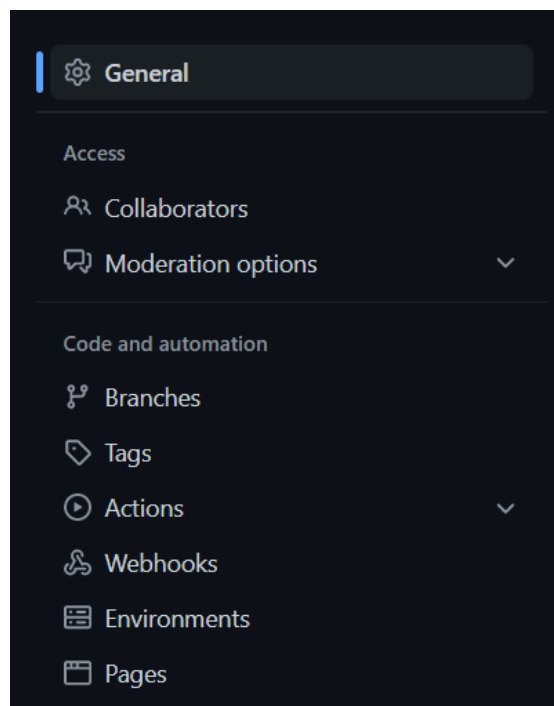 General
Access
Collaborators
Moderation options
Code and automation
Branches
Tags
Actions
Webhooks
Environments
Pages